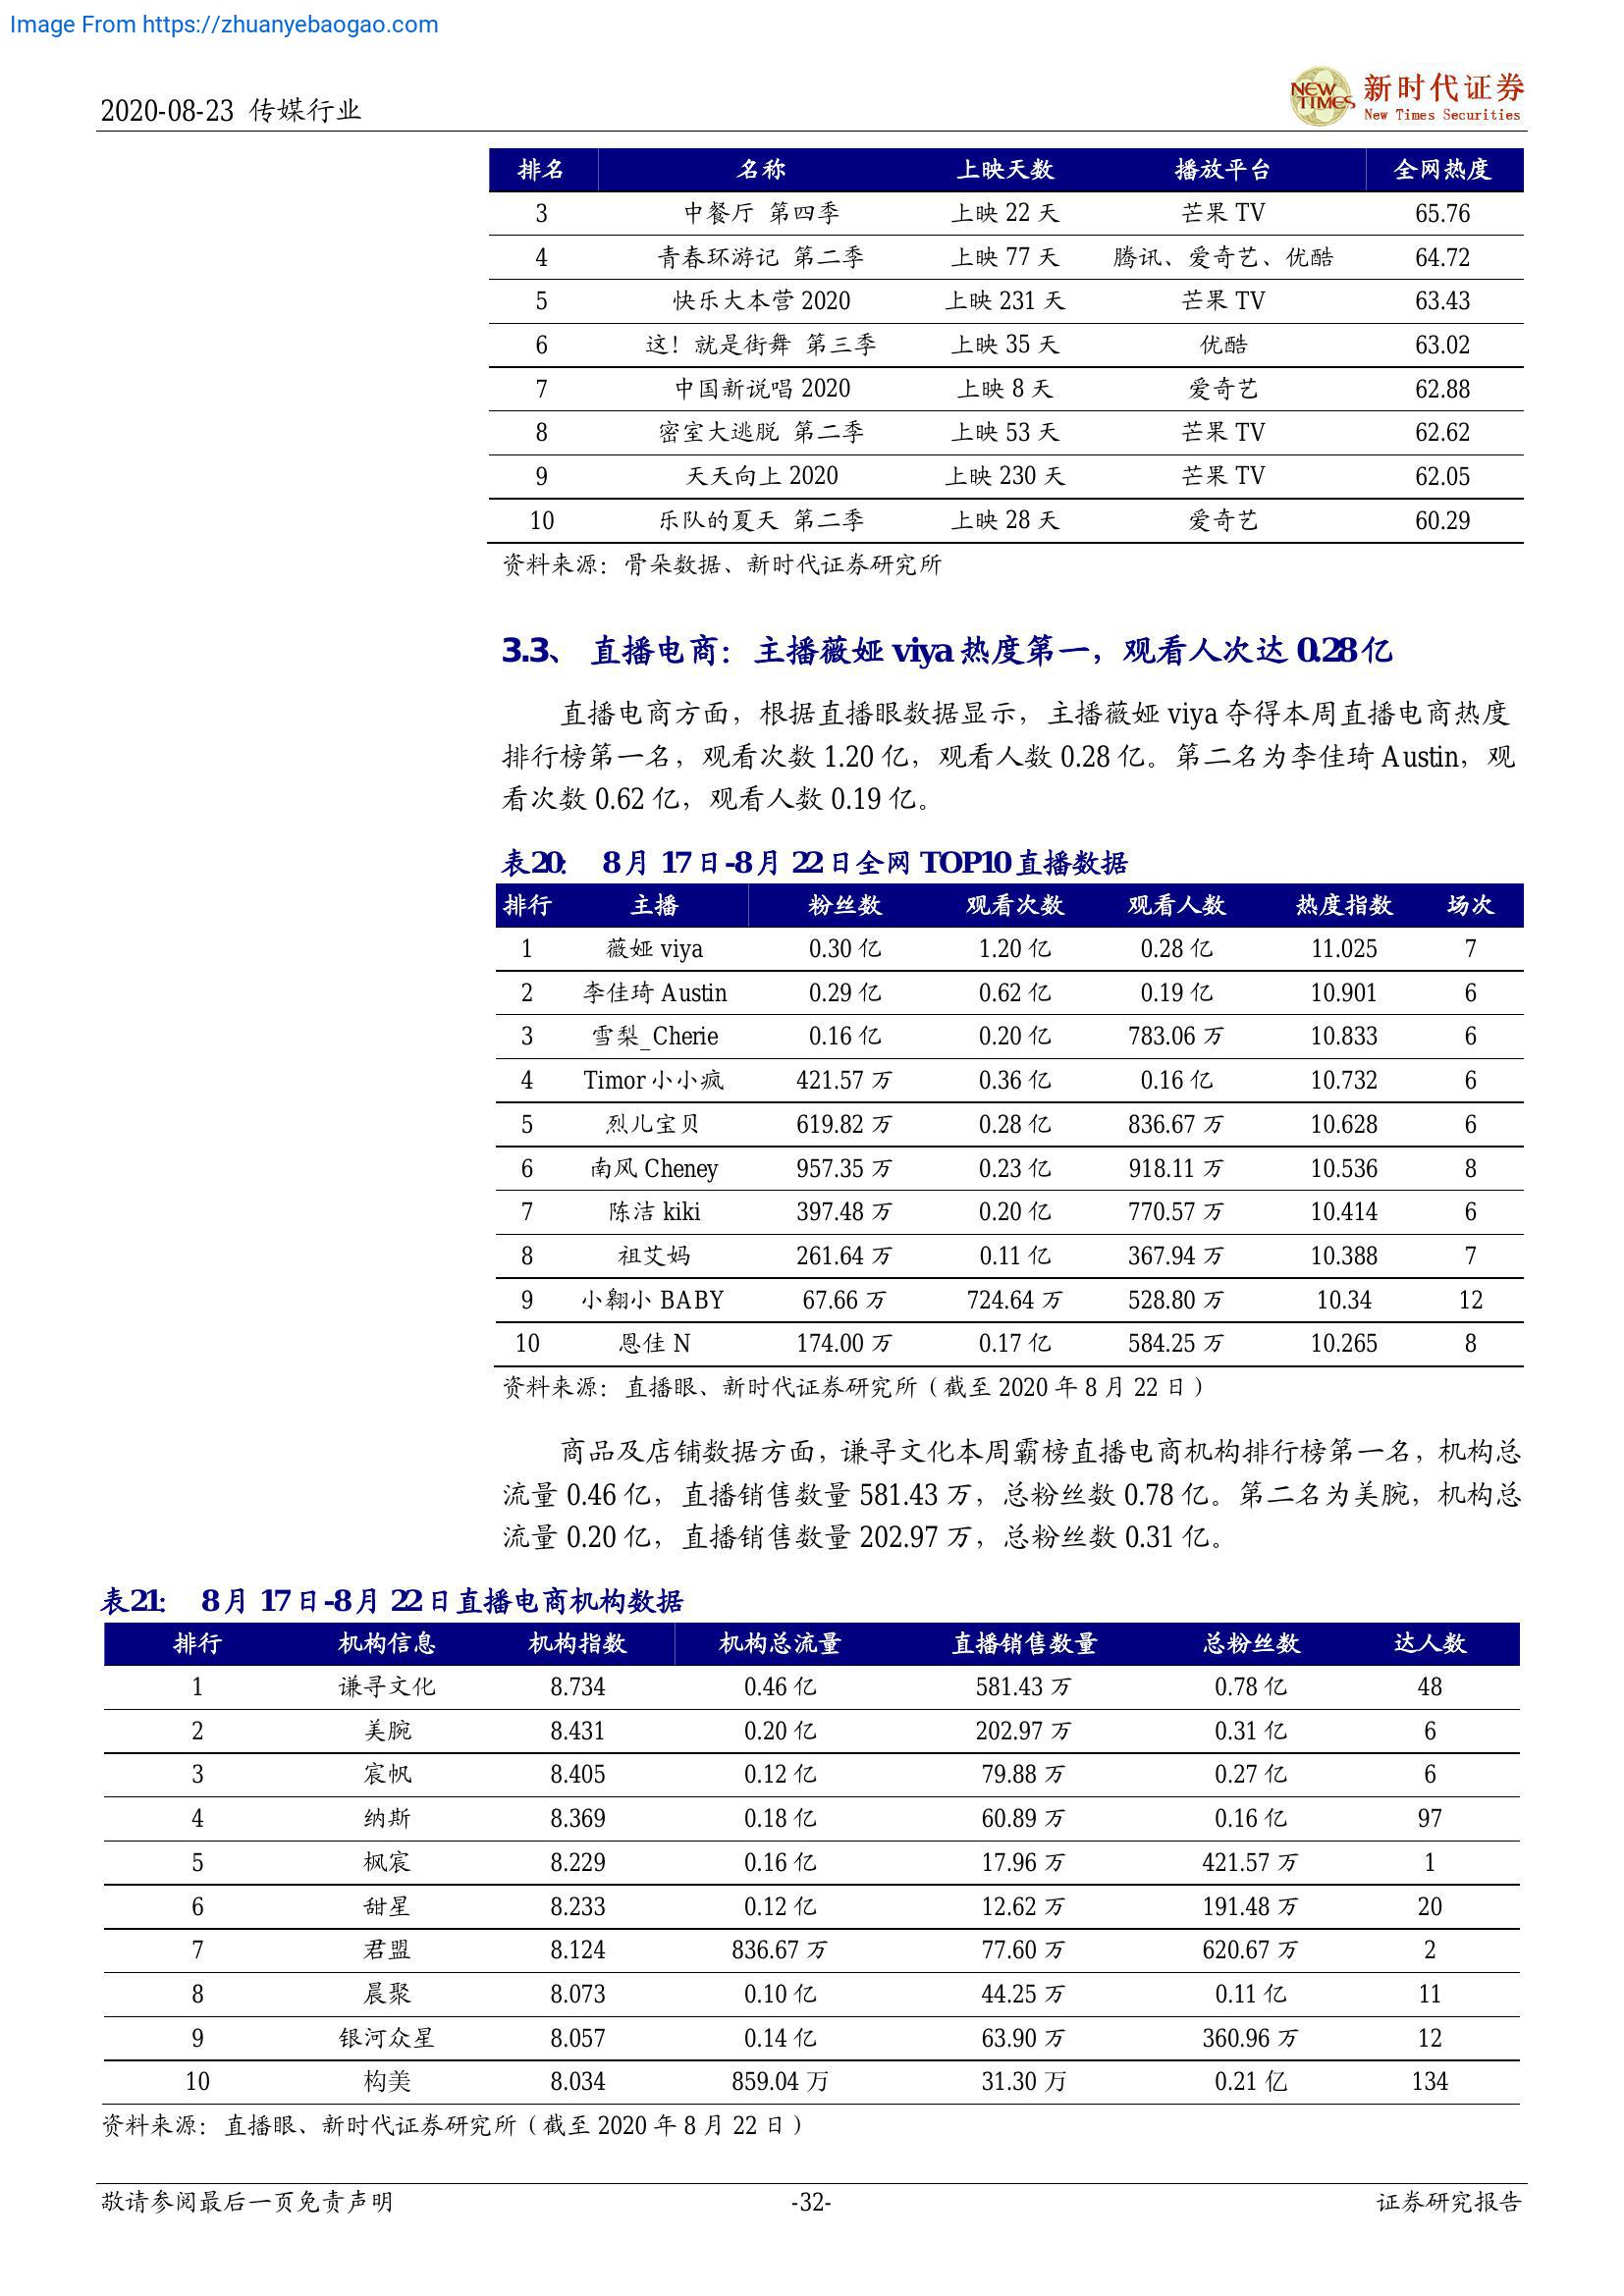 Image From https://zhuanyebaogao.com
2020-08-23 传媒行业
NEW TIMES 新时代证券
New Times Securities
排名 名称 上映天数 播放平台 全网热度
3 中餐厅 第四季 上映 22 天 芒果 TV 65.76
4 青春环游记 第二季 上映 77 天 腾讯、爱奇艺、优酷 64.72
5 快乐大本营 2020 上映 231 天 芒果 TV 63.43
6 这！就是街舞 第三季 上映 35 天 优酷 63.02
7 中国新说唱 2020 上映 8 天 爱奇艺 62.88
8 密室大逃脱 第二季 上映 53 天 芒果 TV 62.62
9 天天向上 2020 上映 230 天 芒果 TV 62.05
10 乐队的夏天 第二季 上映 28 天 爱奇艺 60.29
资料来源：骨朵数据、新时代证券研究所
3.3、 直播电商：主播薇娅 viya 热度第一，观看人次达 0.28 亿
直播电商方面，根据直播眼数据显示，主播薇娅 viya 夺得本周直播电商热度
排行榜第一名，观看次数 1.20 亿，观看人数 0.28 亿。第二名为李佳琦 Austin，观
看次数 0.62 亿，观看人数 0.19 亿。
表20： 8 月 17 日-8 月 22 日全网 TOP10 直播数据
排行 主播 粉丝数 观看次数 观看人数 热度指数 场次
1 薇娅 viya 0.30 亿 1.20 亿 0.28 亿 11.025 7
2 李佳琦 Austin 0.29 亿 0.62 亿 0.19 亿 10.901 6
3 雪梨_Cherie 0.16 亿 0.20 亿 783.06 万 10.833 6
4 Timor 小小疯 421.57 万 0.36 亿 0.16 亿 10.732 6
5 烈儿宝贝 619.82 万 0.28 亿 836.67 万 10.628 6
6 南风 Cheney 957.35 万 0.23 亿 918.11 万 10.536 8
7 陈洁 kiki 397.48 万 0.20 亿 770.57 万 10.414 6
8 祖艾妈 261.64 万 0.11 亿 367.94 万 10.388 7
9 小翱小 BABY 67.66 万 724.64 万 528.80 万 10.34 12
10 恩佳 N 174.00 万 0.17 亿 584.25 万 10.265 8
资料来源：直播眼、新时代证券研究所（截至 2020 年 8 月 22 日）
商品及店铺数据方面，谦寻文化本周霸榜直播电商机构排行榜第一名，机构总
流量 0.46 亿，直播销售数量 581.43 万，总粉丝数 0.78 亿。第二名为美腕，机构总
流量 0.20 亿，直播销售数量 202.97 万，总粉丝数 0.31 亿。
表21： 8 月 17 日-8 月 22 日直播电商机构数据
排行 机构信息 机构指数 机构总流量 直播销售数量 总粉丝数 达人数
1 谦寻文化 8.734 0.46 亿 581.43 万 0.78 亿 48
2 美腕 8.431 0.20 亿 202.97 万 0.31 亿 6
3 宸帆 8.405 0.12 亿 79.88 万 0.27 亿 6
4 纳斯 8.369 0.18 亿 60.89 万 0.16 亿 97
5 枫宸 8.229 0.16 亿 17.96 万 421.57 万 1
6 甜星 8.233 0.12 亿 12.62 万 191.48 万 20
7 君盟 8.124 836.67 万 77.60 万 620.67 万 2
8 晨聚 8.073 0.10 亿 44.25 万 0.11 亿 11
9 银河众星 8.057 0.14 亿 63.90 万 360.96 万 12
10 构美 8.034 859.04 万 31.30 万 0.21 亿 134
资料来源：直播眼、新时代证券研究所（截至 2020 年 8 月 22 日）
敬请参阅最后一页免责声明 -32- 证券研究报告